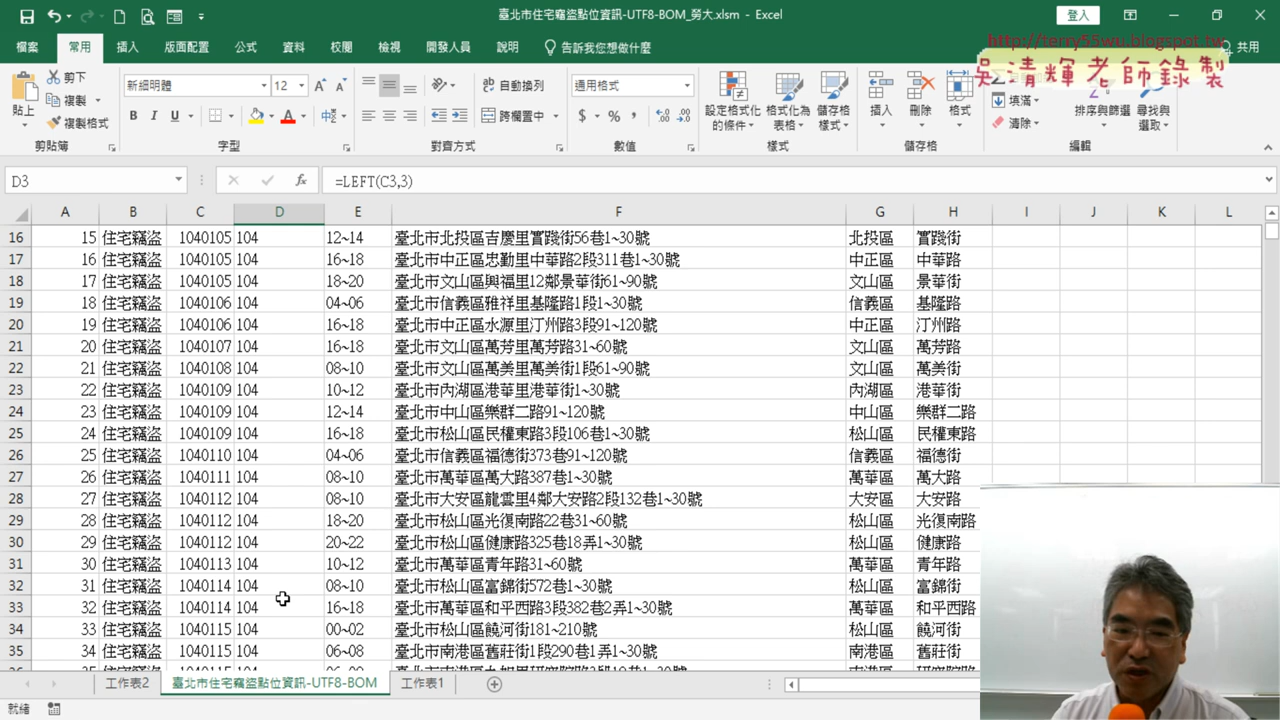 臺北市住宅竊盜點位資訊-UTF8-BOM_勞大.xlsm - Excel
登入
檔案 常用 插入 版面配置 公式 資料 校閱 檢視 開發人員 說明 告訴我您想做什麼 共用
http://terry55wu.blogspot.tw
吳清輝老師錄製
貼上 剪下 複製 複製格式
新細明體 12
自動換列 跨欄置中
通用格式
設定格式化的條件 格式化為表格 儲存格樣式
插入 刪除 格式
填滿 清除 排序與篩選 尋找與選取
剪貼簿 字型 對齊方式 數值 樣式 儲存格 編輯
D3 fx =LEFT(C3,3)
A B C D E F G H I J K L
16 15 住宅竊盜 1040105 104 12~14 臺北市北投區吉慶里實踐街56巷1~30號 北投區 實踐街
17 16 住宅竊盜 1040105 104 16~18 臺北市中正區忠勤里中華路2段311巷1~30號 中正區 中華路
18 17 住宅竊盜 1040105 104 18~20 臺北市文山區興福里12鄰景華街61~90號 文山區 景華街
19 18 住宅竊盜 1040106 104 04~06 臺北市信義區雅祥里基隆路1段1~30號 信義區 基隆路
20 19 住宅竊盜 1040106 104 16~18 臺北市中正區水源里汀州路3段91~120號 中正區 汀州路
21 20 住宅竊盜 1040107 104 16~18 臺北市文山區萬芳里萬芳路31~60號 文山區 萬芳路
22 21 住宅竊盜 1040108 104 08~10 臺北市文山區萬美里萬美街1段61~90號 文山區 萬美街
23 22 住宅竊盜 1040109 104 10~12 臺北市內湖區港華里港華街1~30號 內湖區 港華街
24 23 住宅竊盜 1040109 104 12~14 臺北市中山區樂群二路91~120號 中山區 樂群二路
25 24 住宅竊盜 1040109 104 16~18 臺北市松山區民權東路3段106巷1~30號 松山區 民權東路
26 25 住宅竊盜 1040110 104 04~06 臺北市信義區福德街373巷91~120號 信義區 福德街
27 26 住宅竊盜 1040111 104 08~10 臺北市萬華區萬大路387巷1~30號 萬華區 萬大路
28 27 住宅竊盜 1040112 104 08~10 臺北市大安區龍雲里4鄰大安路2段132巷1~30號 大安區 大安路
29 28 住宅竊盜 1040112 104 18~20 臺北市松山區光復南路22巷31~60號 松山區 光復南路
30 29 住宅竊盜 1040112 104 20~22 臺北市松山區健康路325巷18弄1~30號 松山區 健康路
31 30 住宅竊盜 1040113 104 10~12 臺北市萬華區青年路31~60號 萬華區 青年路
32 31 住宅竊盜 1040114 104 08~10 臺北市松山區富錦街572巷1~30號 松山區 富錦街
33 32 住宅竊盜 1040114 104 16~18 臺北市萬華區和平西路3段382巷2弄1~30號 萬華區 和平西路
34 33 住宅竊盜 1040115 104 00~02 臺北市松山區饒河街181~210號 松山區 饒河街
35 34 住宅竊盜 1040115 104 06~08 臺北市南港區舊莊街1段290巷1弄1~30號 南港區 舊莊街
工作表2 臺北市住宅竊盜點位資訊-UTF8-BOM 工作表1
就緒